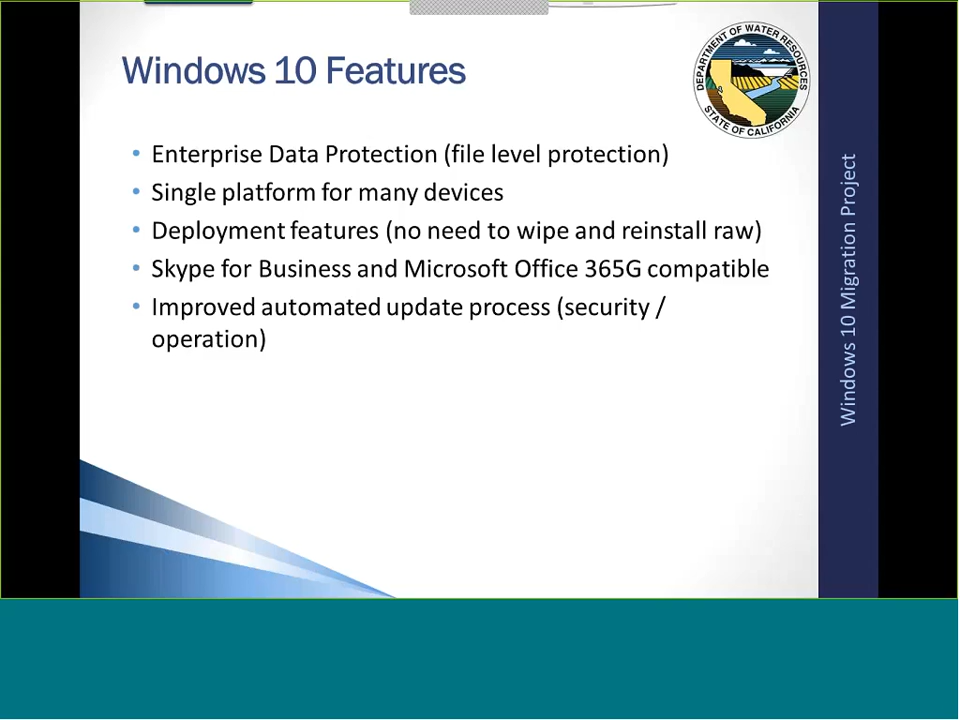 Windows 10 Features
DEPARTMENT OF WATER RESOURCES
STATE OF CALIFORNIA
• Enterprise Data Protection (file level protection)
• Single platform for many devices
• Deployment features (no need to wipe and reinstall raw)
• Skype for Business and Microsoft Office 365G compatible
• Improved automated update process (security /
operation)
Windows 10 Migration Project